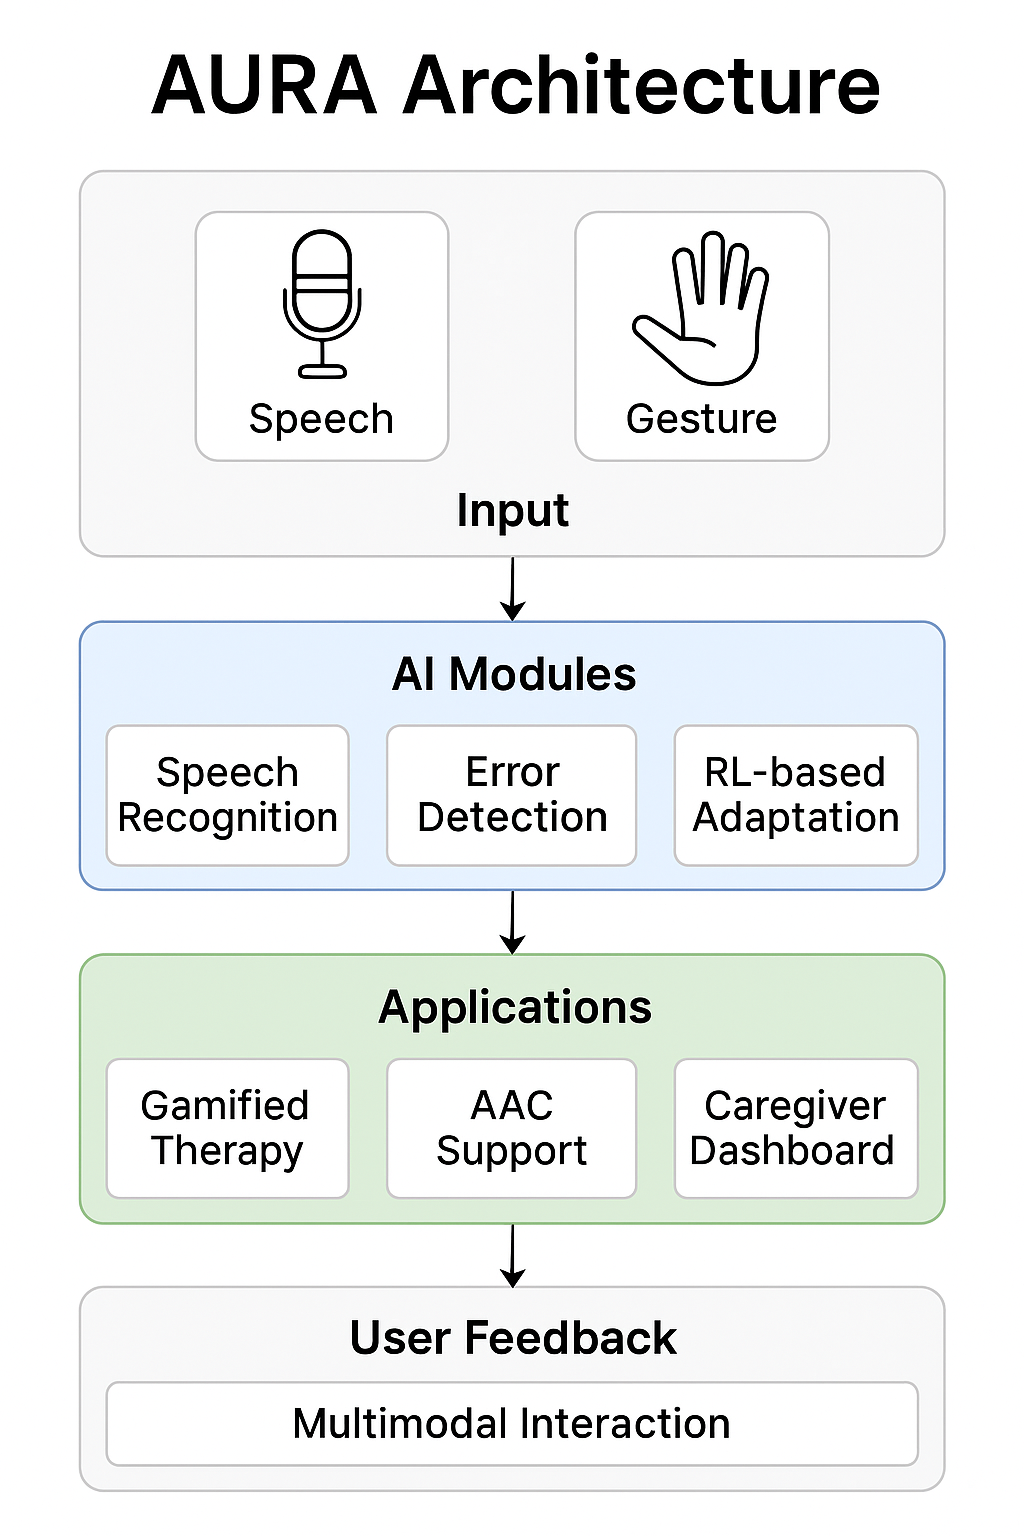 AURA Architecture
Speech
Gesture
Input
AI Modules
Speech
Recognition
Error
Detection
RL-based
Adaptation
Applications
Gamified
Therapy
AAC
Support
Caregiver
Dashboard
User Feedback
Multimodal Interaction